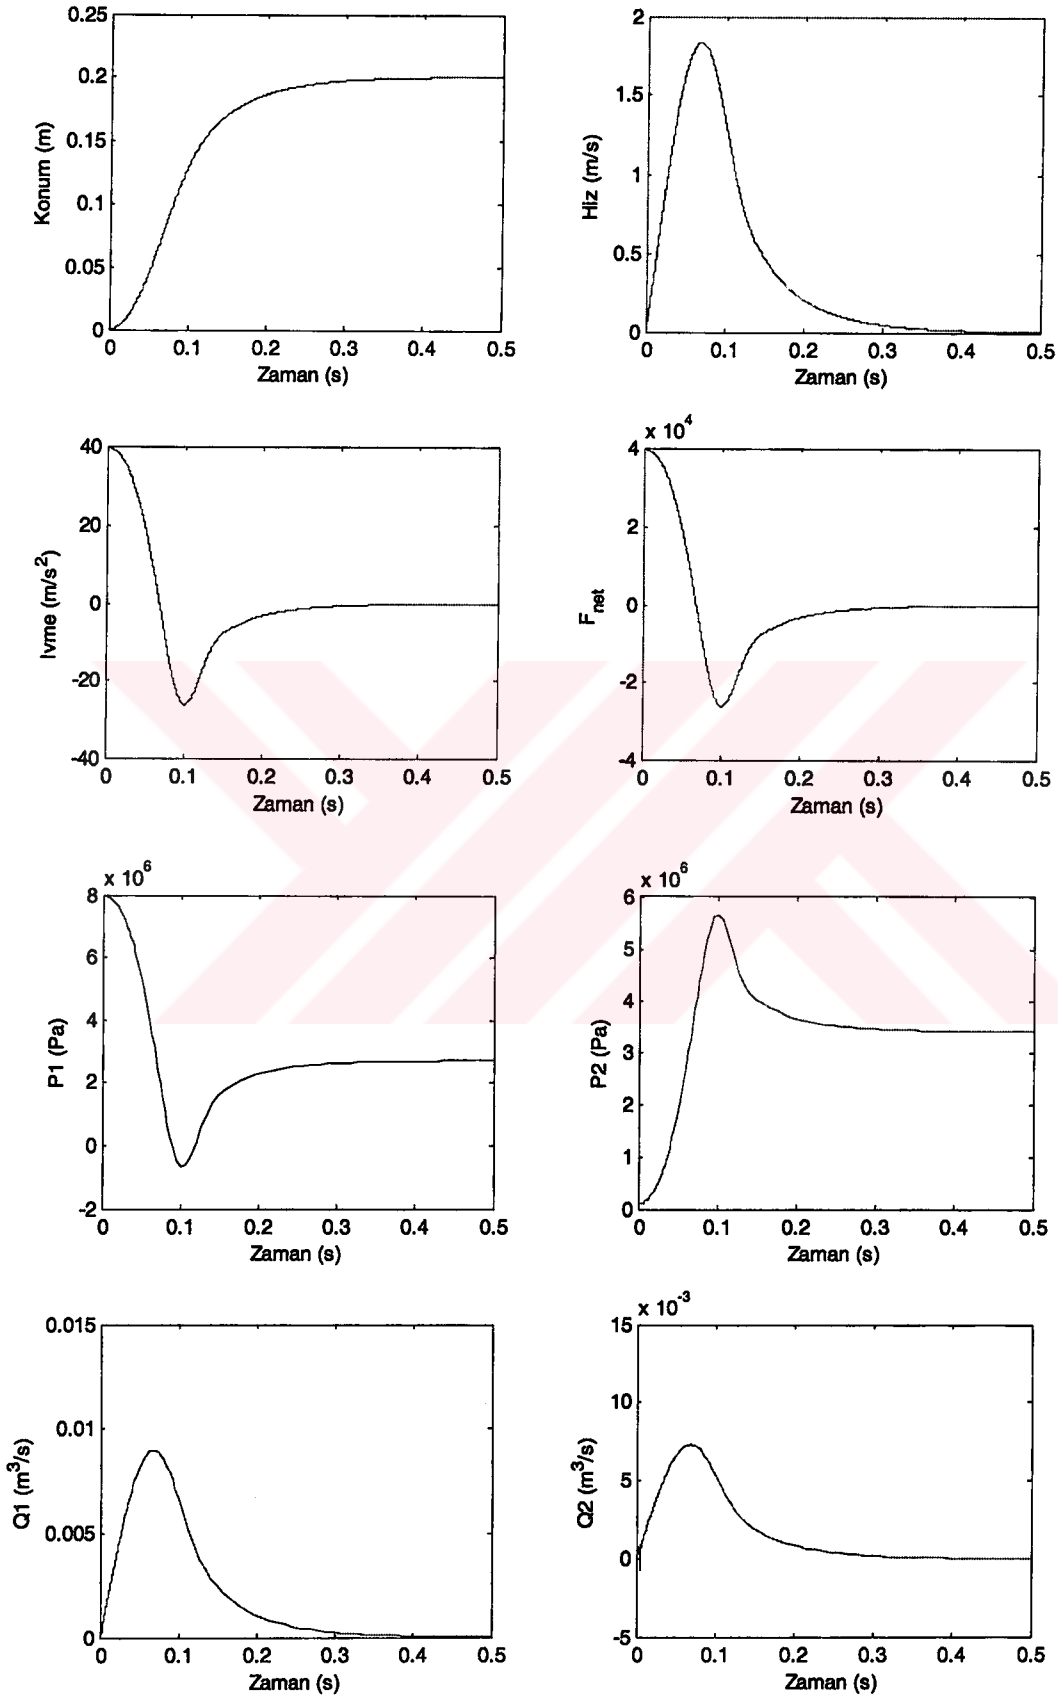 0.25
0.2
0.15
0.1
0.05
0
Konum (m)
0 0.1 0.2 0.3 0.4 0.5
Zaman (s)
2
1.5
1
0.5
0
Hiz (m/s)
0 0.1 0.2 0.3 0.4 0.5
Zaman (s)
40
20
0
-20
-40
Ivme (m/s²)
0 0.1 0.2 0.3 0.4 0.5
Zaman (s)
x 10⁴
4
2
0
-2
-4
Fnet
0 0.1 0.2 0.3 0.4 0.5
Zaman (s)
x 10⁶
8
6
4
2
0
-2
P1 (Pa)
0 0.1 0.2 0.3 0.4 0.5
Zaman (s)
x 10⁶
6
5
4
3
2
1
0
P2 (Pa)
0 0.1 0.2 0.3 0.4 0.5
Zaman (s)
0.015
0.01
0.005
0
Q1 (m³/s)
0 0.1 0.2 0.3 0.4 0.5
Zaman (s)
x 10⁻³
15
10
5
0
-5
Q2 (m³/s)
0 0.1 0.2 0.3 0.4 0.5
Zaman (s)